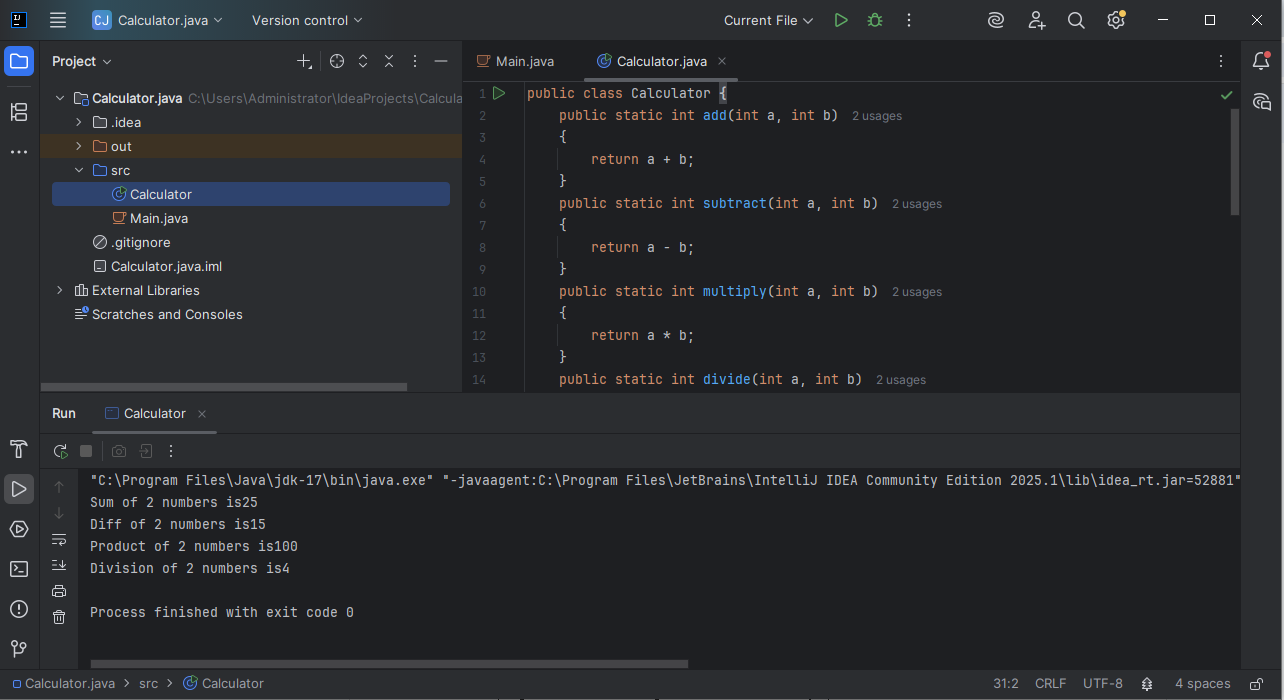 CJ Calculator.java Version control Current File
Project
Calculator.java C:\Users\Administrator\IdeaProjects\Calcula
.idea
out
src
Calculator
Main.java
.gitignore
Calculator.java.iml
External Libraries
Scratches and Consoles
Main.java Calculator.java
1 public class Calculator {
2 public static int add(int a, int b) 2 usages
3 {
4 return a + b;
5 }
6 public static int subtract(int a, int b) 2 usages
7 {
8 return a - b;
9 }
10 public static int multiply(int a, int b) 2 usages
11 {
12 return a * b;
13 }
14 public static int divide(int a, int b) 2 usages
Run Calculator
"C:\Program Files\Java\jdk-17\bin\java.exe" "-javaagent:C:\Program Files\JetBrains\IntelliJ IDEA Community Edition 2025.1\lib\idea_rt.jar=52881"
Sum of 2 numbers is25
Diff of 2 numbers is15
Product of 2 numbers is100
Division of 2 numbers is4
Process finished with exit code 0
Calculator.java > src > Calculator 31:2 CRLF UTF-8 4 spaces